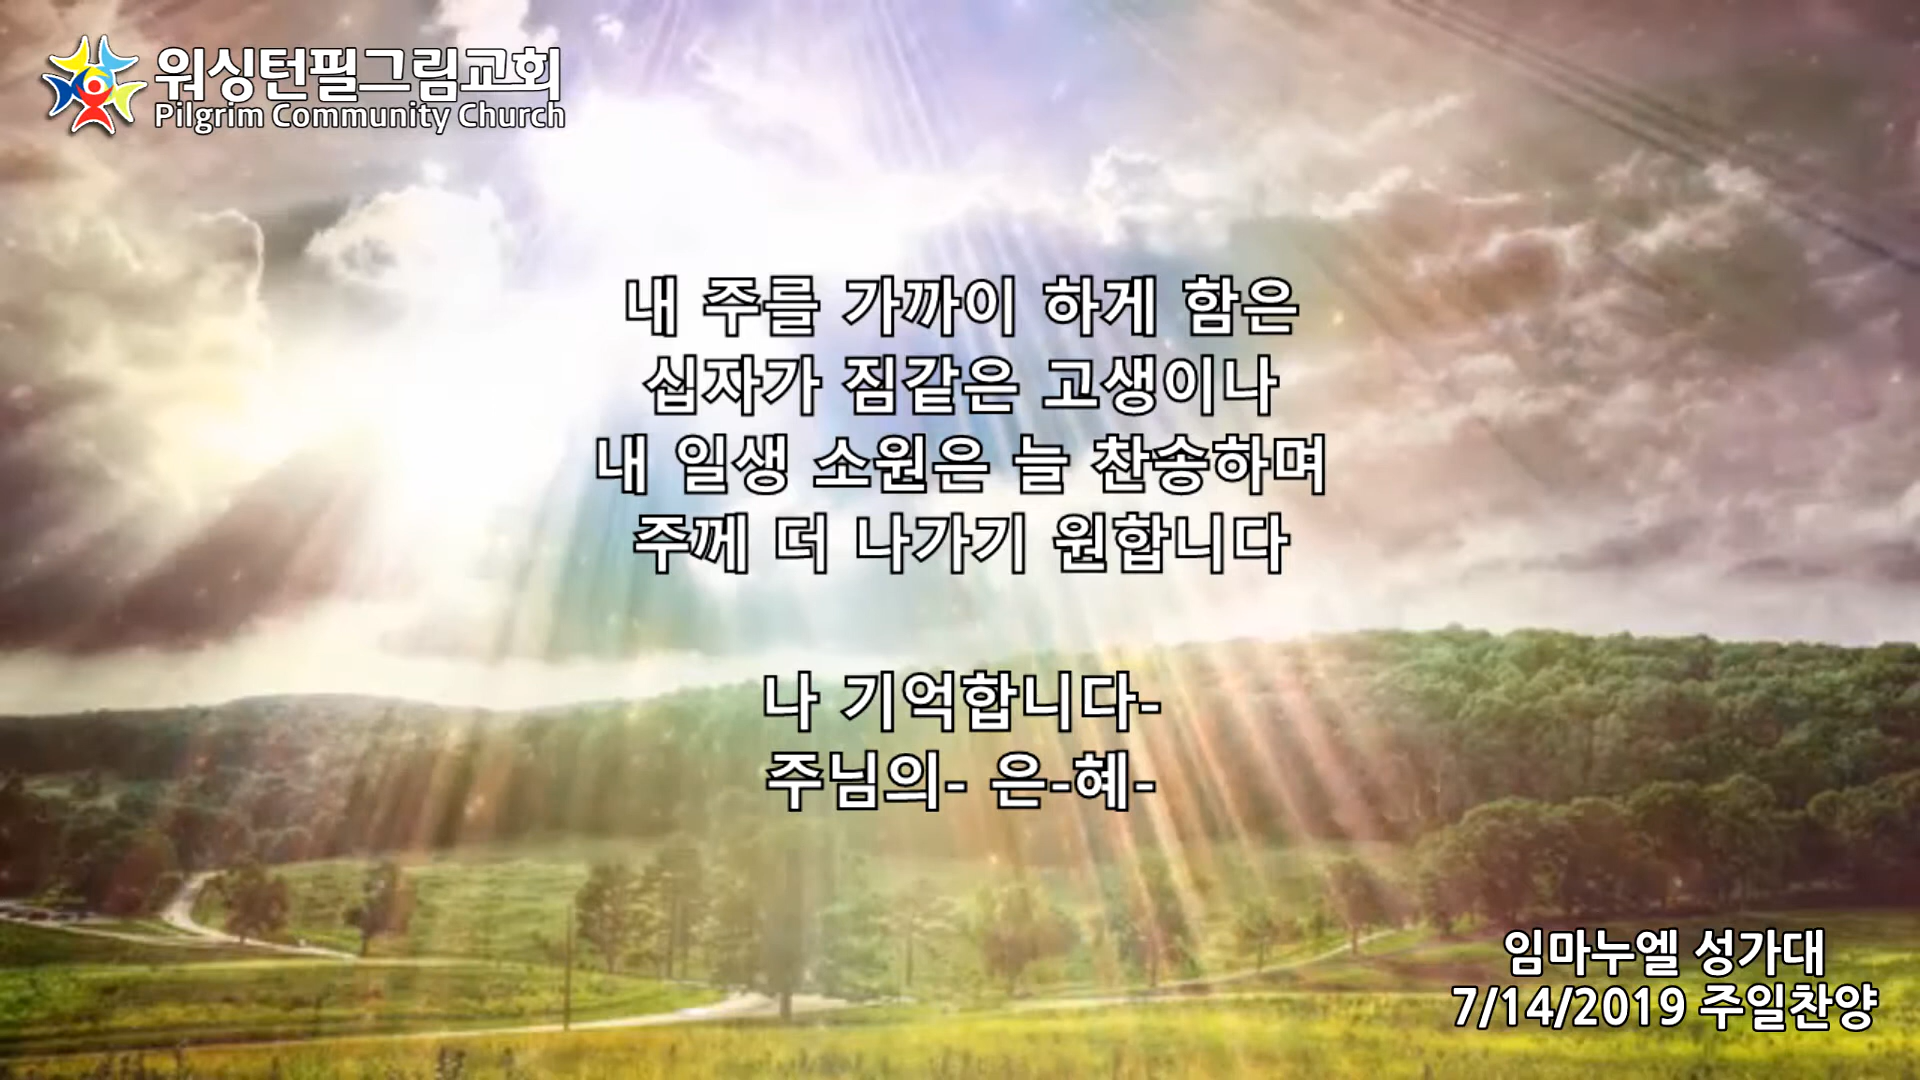 워싱턴필그림교회
Pilgrim Community Church
내 주를 가까이 하게 함은
십자가 짐같은 고생이나
내 일생 소원은 늘 찬송하며
주께 더 나가기 원합니다
나 기억합니다-
주님의- 은-혜-
임마누엘 성가대
7/14/2019 주일찬양